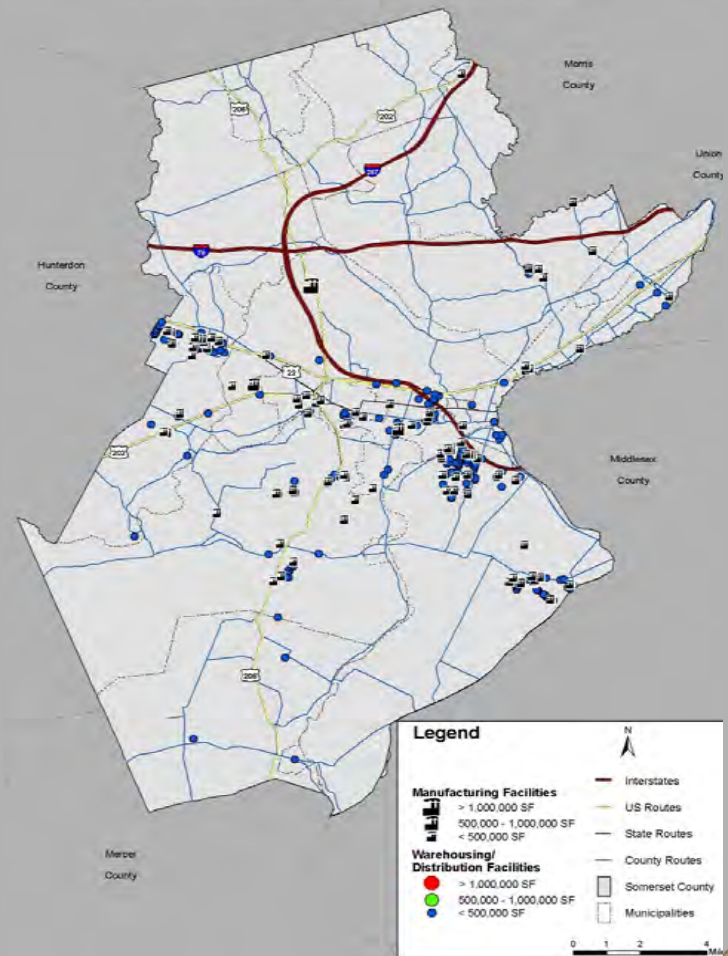 Morris
County
206
202
Union
County
287
78
Hunterdon
County
22
202
Middlesex
County
206
Legend
N
Manufacturing Facilities
> 1,000,000 SF
500,000 - 1,000,000 SF
< 500,000 SF
Warehousing/
Distribution Facilities
> 1,000,000 SF
500,000 - 1,000,000 SF
< 500,000 SF
Interstates
US Routes
State Routes
County Routes
Somerset County
Municipalities
Mercer
County
0 1 2 4
Miles